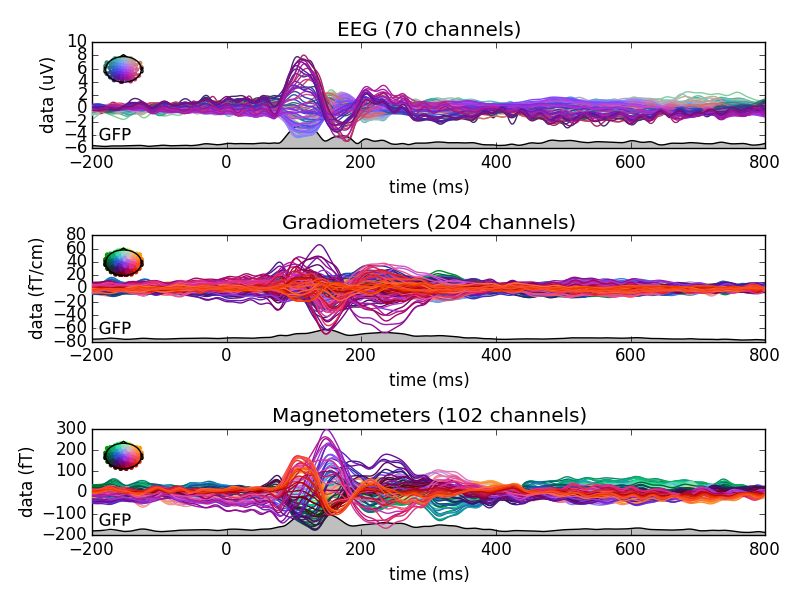 EEG (70 channels)
10
8
6
4
2
0
−2
−4
−6
data (uV)
GFP
−200 0 200 400 600 800
time (ms)
Gradiometers (204 channels)
80
60
40
20
0
−20
−40
−60
−80
data (fT/cm)
GFP
−200 0 200 400 600 800
time (ms)
Magnetometers (102 channels)
300
200
100
0
−100
−200
data (fT)
GFP
−200 0 200 400 600 800
time (ms)